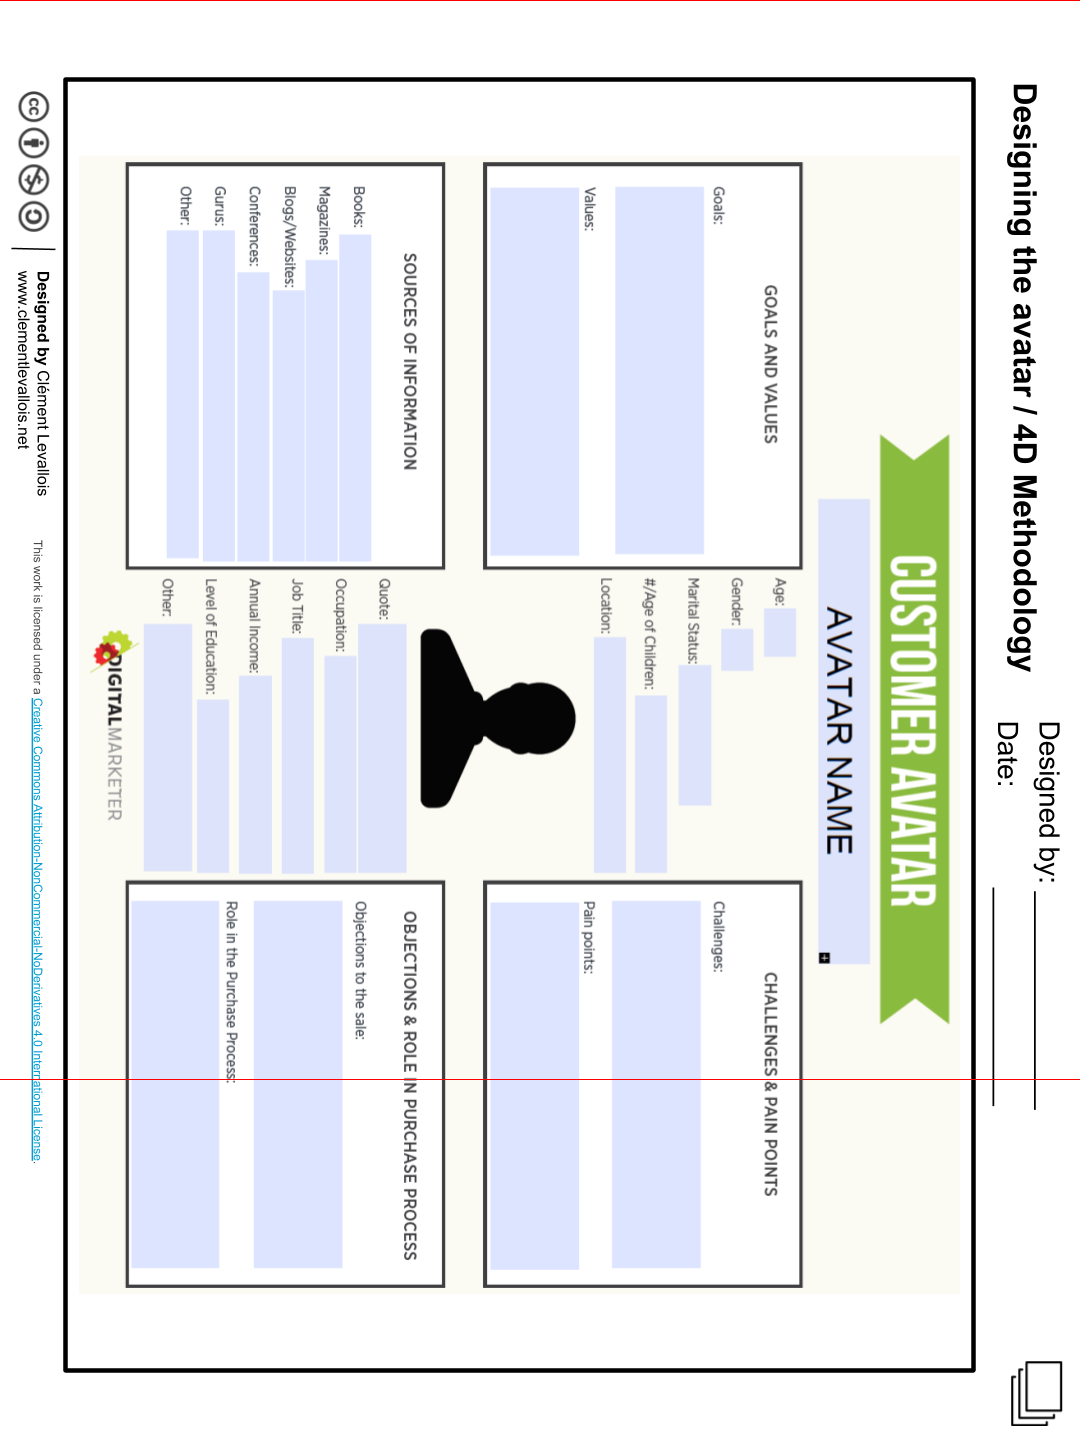 Designing the avatar / 4D Methodology
Designed by:
Date:
CUSTOMER AVATAR
AVATAR NAME
GOALS AND VALUES
Goals:
Values:
Age:
Gender:
Marital Status:
#/Age of Children:
Location:
CHALLENGES & PAIN POINTS
Challenges:
Pain points:
SOURCES OF INFORMATION
Books:
Magazines:
Blogs/Websites:
Conferences:
Gurus:
Other:
Quote:
Occupation:
Job Title:
Annual Income:
Level of Education:
Other:
OBJECTIONS & ROLE IN PURCHASE PROCESS
Objections to the sale:
Role in the Purchase Process:
DIGITALMARKETER
cc
Designed by Clément Levallois
www.clementlevallois.net
This work is licensed under a Creative Commons Attribution-NonCommercial-NoDerivatives 4.0 International License.